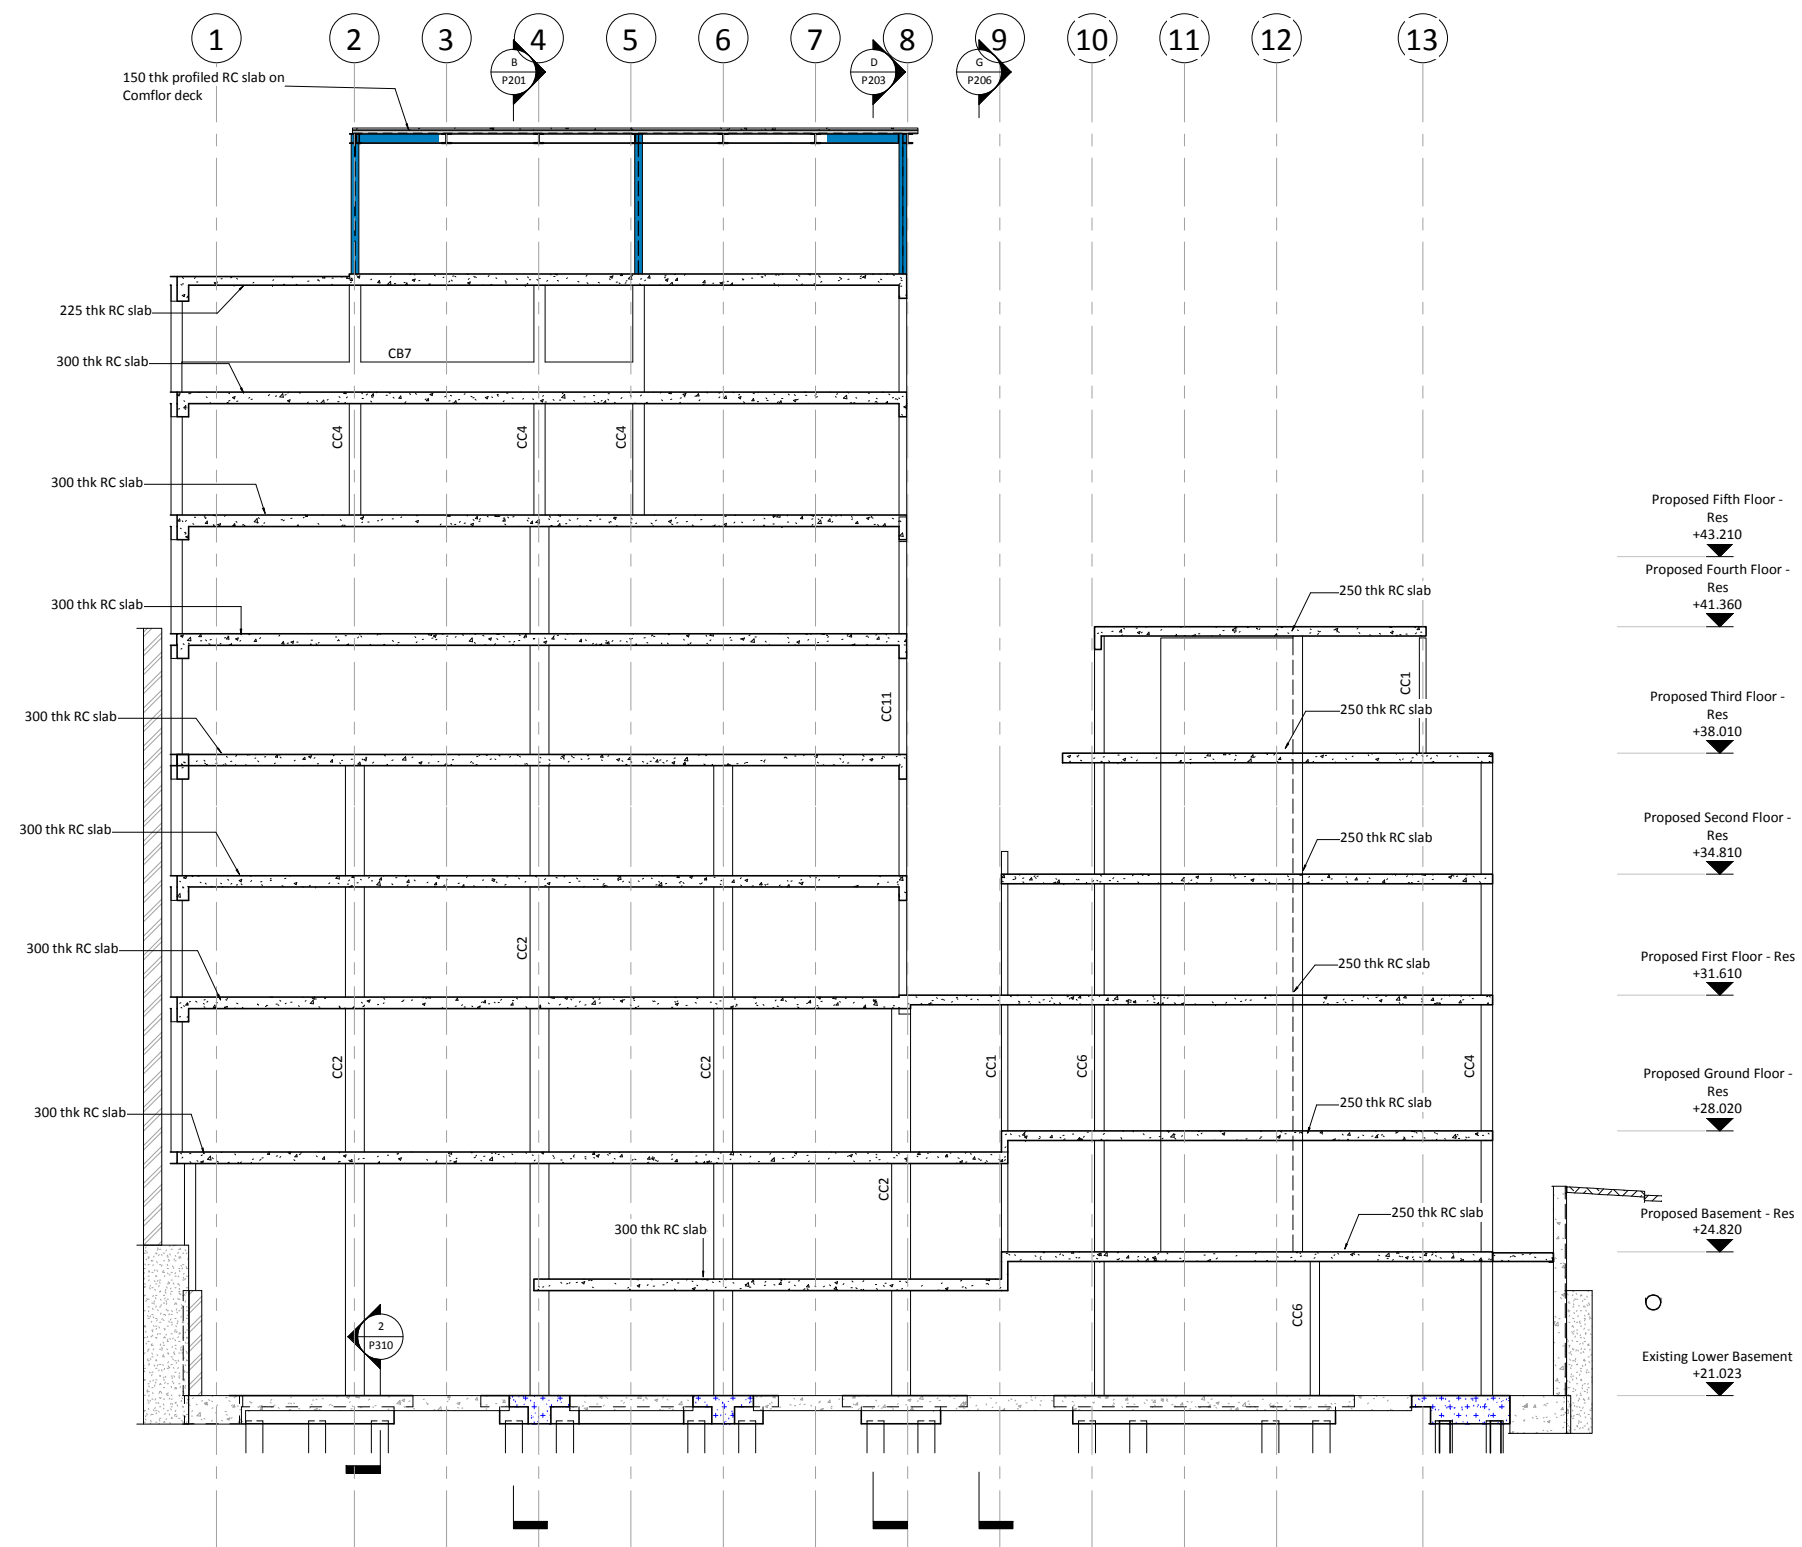 1 2 3 4 5 6 7 8 9 10 11 12 13
B
P201
D
P203
G
P206
150 thk profiled RC slab on
Comflor deck
225 thk RC slab
CB7
300 thk RC slab
CC4
CC4
CC4
300 thk RC slab
Proposed Fifth Floor -
Res
+43.210
Proposed Fourth Floor -
Res
+41.360
250 thk RC slab
300 thk RC slab
CC11
CC1
Proposed Third Floor -
Res
+38.010
250 thk RC slab
300 thk RC slab
Proposed Second Floor -
Res
+34.810
250 thk RC slab
300 thk RC slab
CC2
300 thk RC slab
Proposed First Floor - Res
+31.610
250 thk RC slab
CC2
CC2
CC1
CC6
CC4
Proposed Ground Floor -
Res
+28.020
250 thk RC slab
300 thk RC slab
CC2
Proposed Basement - Res
+24.820
250 thk RC slab
300 thk RC slab
CC6
2
P310
Existing Lower Basement
+21.023